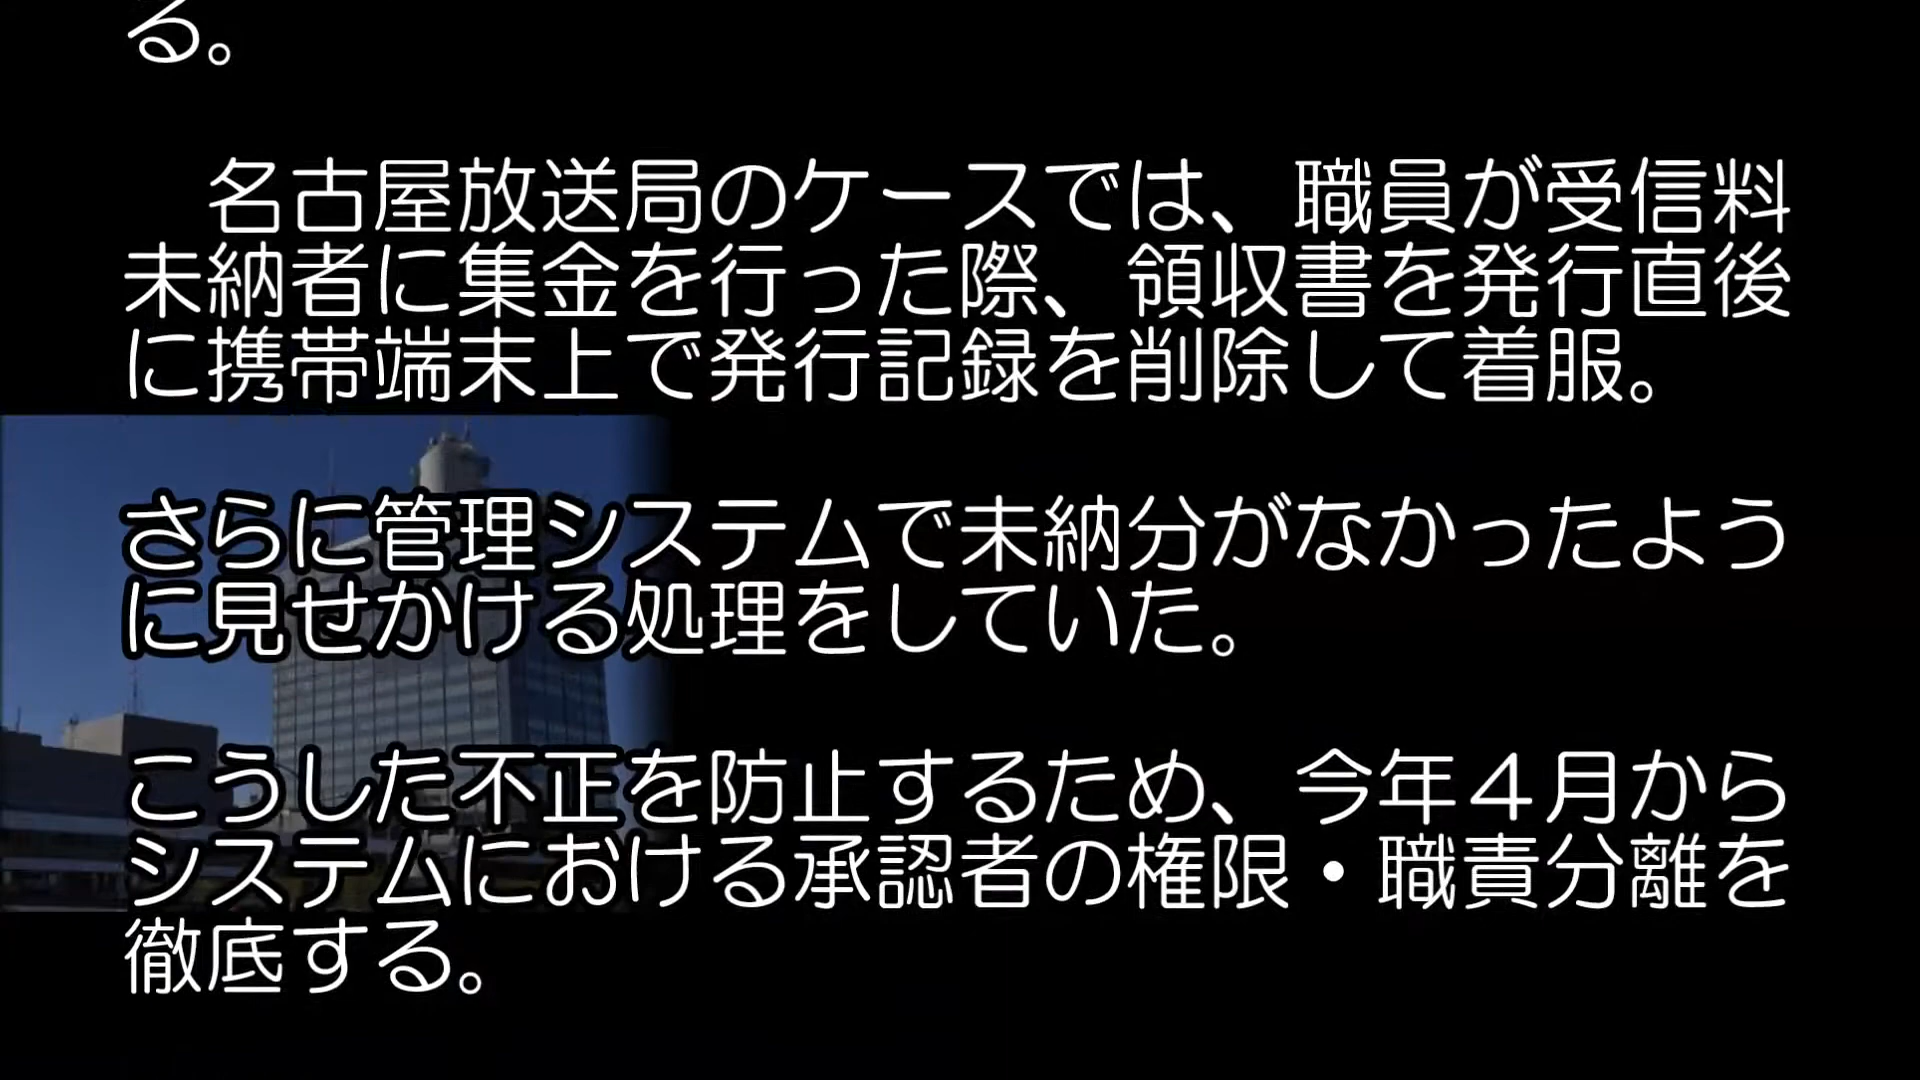 る。
名古屋放送局のケースでは、職員が受信料
未納者に集金を行った際、領収書を発行直後
に携帯端末上で発行記録を削除して着服。
さらに管理システムで未納分がなかったよう
に見せかける処理をしていた。
こうした不正を防止するため、今年４月から
システムにおける承認者の権限・職責分離を
徹底する。